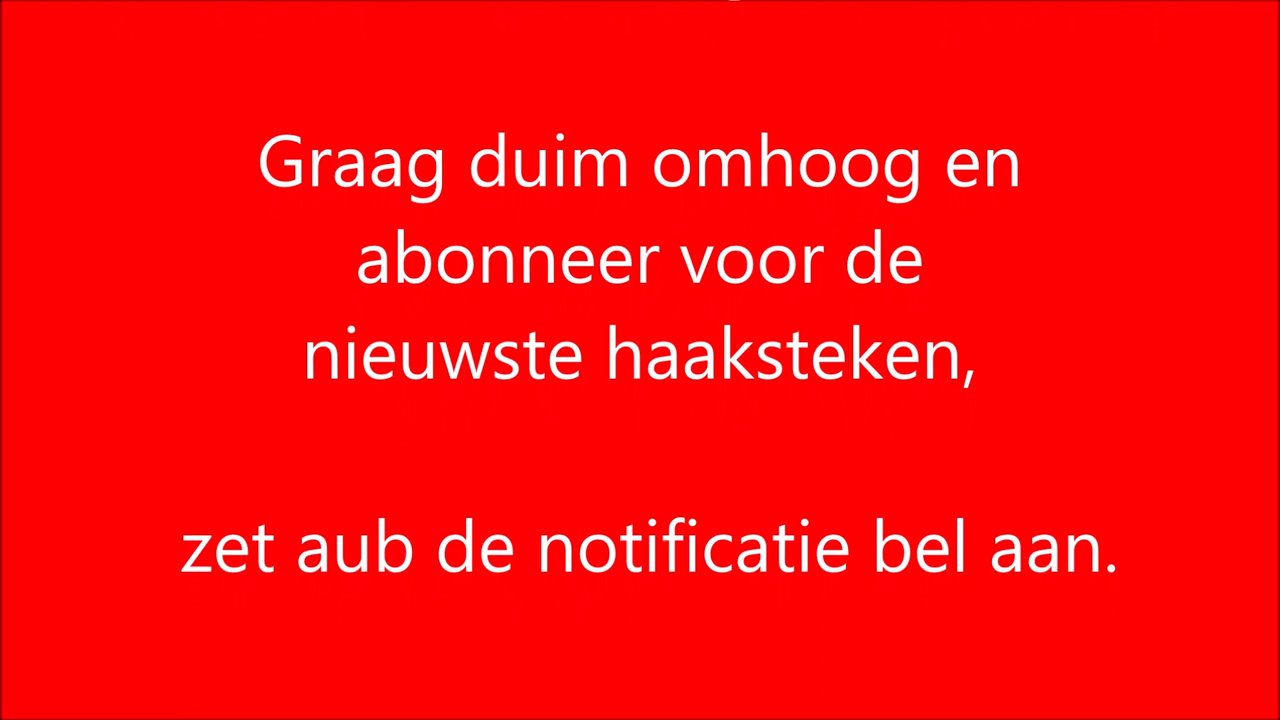 Graag duim omhoog en
abonneer voor de
nieuwste haaksteken,
zet aub de notificatie bel aan.